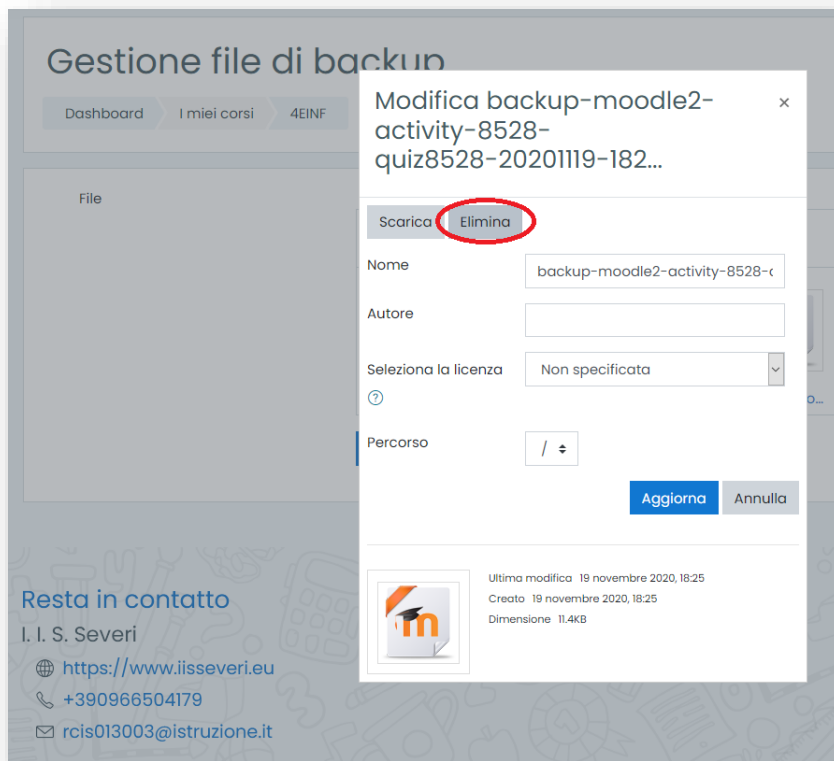 Gestione file di backup
Dashboard
I miei corsi
4EINF
File
Modifica backup-moodle2-
activity-8528-
quiz8528-20201119-182...
×
Scarica
Elimina
Nome
backup-moodle2-activity-8528-
Autore
Seleziona la licenza
Non specificata
?
Percorso
/
Aggiorna
Annulla
Ultima modifica 19 novembre 2020, 18:25
Creato 19 novembre 2020, 18:25
Dimensione 11.4KB
m
o...
Resta in contatto
I. I. S. Severi
https://www.iisseveri.eu
+390966504179
rcis013003@istruzione.it